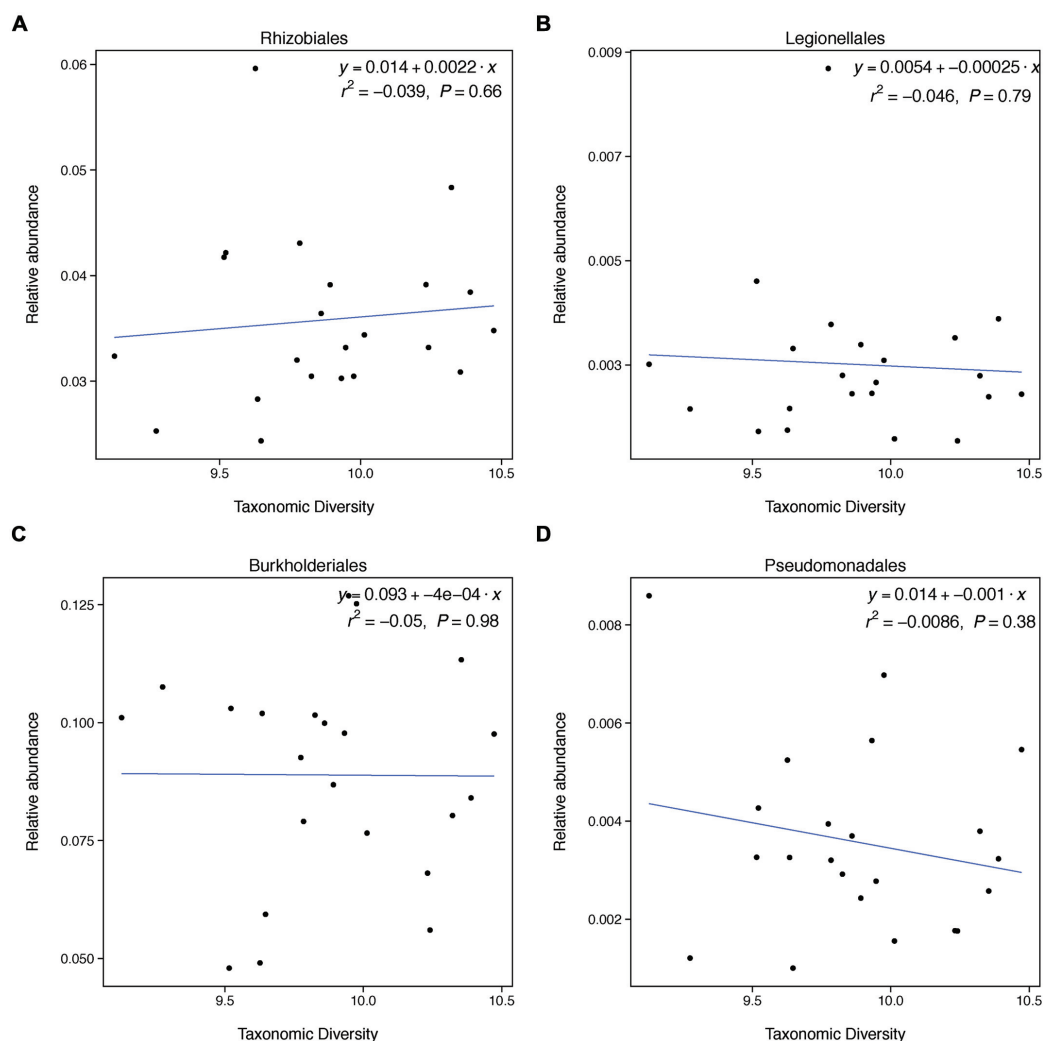 A
Rhizobiales
y = 0.014 + 0.0022 · x
r² = −0.039, P = 0.66
0.06
0.05
0.04
0.03
Relative abundance
9.5 10.0 10.5
Taxonomic Diversity
B
Legionellales
y = 0.0054 + −0.00025 · x
r² = −0.046, P = 0.79
0.009
0.007
0.005
0.003
Relative abundance
9.5 10.0 10.5
Taxonomic Diversity
C
Burkholderiales
y = 0.093 + −4e−04 · x
r² = −0.05, P = 0.98
0.125
0.100
0.075
0.050
Relative abundance
9.5 10.0 10.5
Taxonomic Diversity
D
Pseudomonadales
y = 0.014 + −0.001 · x
r² = −0.0086, P = 0.38
0.008
0.006
0.004
0.002
Relative abundance
9.5 10.0 10.5
Taxonomic Diversity